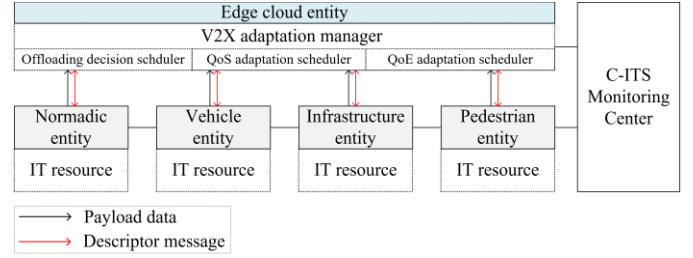 Edge cloud entity
V2X adaptation manager
Offloading decision schduler
QoS adaptation scheduler
QoE adaptation scheduler
C-ITS
Monitoring
Center
Normadic
entity
Vehicle
entity
Infrastructure
entity
Pedestrian
entity
IT resource
IT resource
IT resource
IT resource
Payload data
Descriptor message